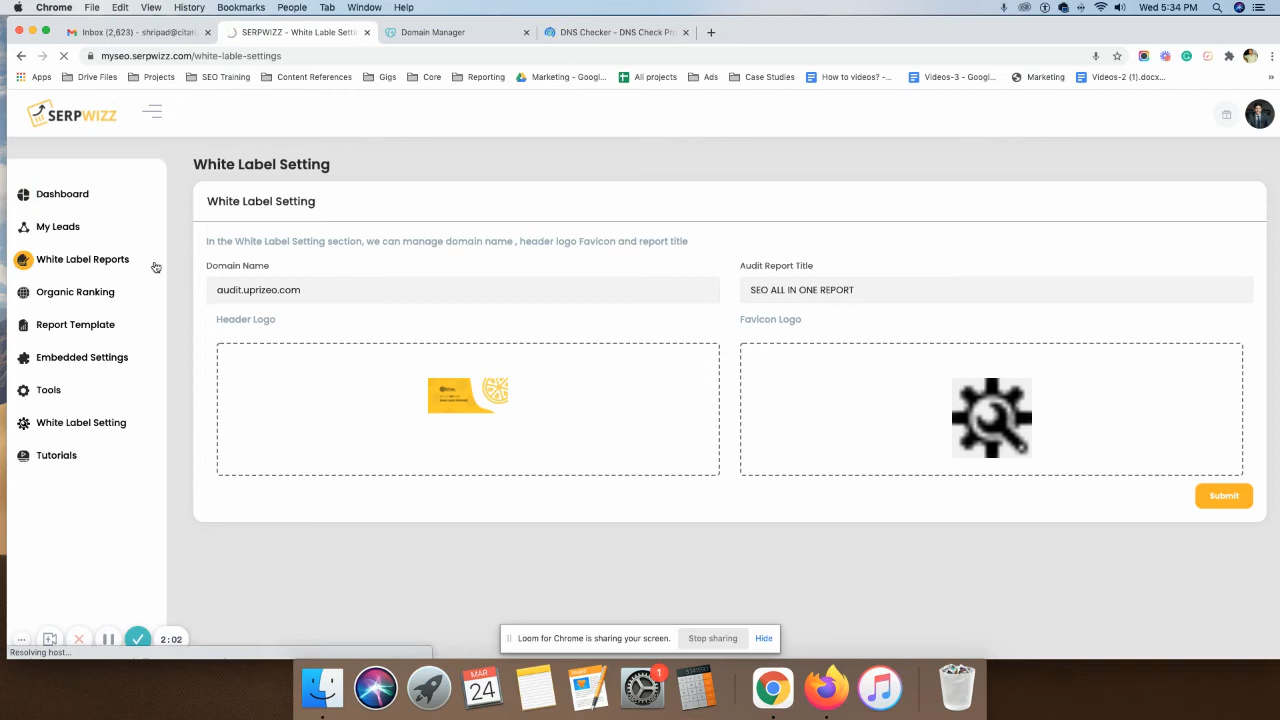 Chrome File Edit View History Bookmarks People Tab Window Help Wed 5:34 PM
Inbox (2,623) - shripad@citati × SERPWIZZ - White Lable Settin × Domain Manager × DNS Checker - DNS Check Pro × +
myseo.serpwizz.com/white-lable-settings
Apps Drive Files Projects SEO Training Content References Gigs Core Reporting Marketing - Googl... All projects Ads Case Studies How to videos? -... Videos-3 - Googl... Marketing Videos-2 (1).docx... »
SERPWIZZ
White Label Setting
Dashboard
My Leads
White Label Reports
Organic Ranking
Report Template
Embedded Settings
Tools
White Label Setting
Tutorials
White Label Setting
In the White Label Setting section, we can manage domain name , header logo Favicon and report title
Domain Name Audit Report Title
audit.uprizeo.com SEO ALL IN ONE REPORT
Header Logo Favicon Logo
Submit
2:02
Resolving host...
Loom for Chrome is sharing your screen. Stop sharing Hide
MAR
24
1